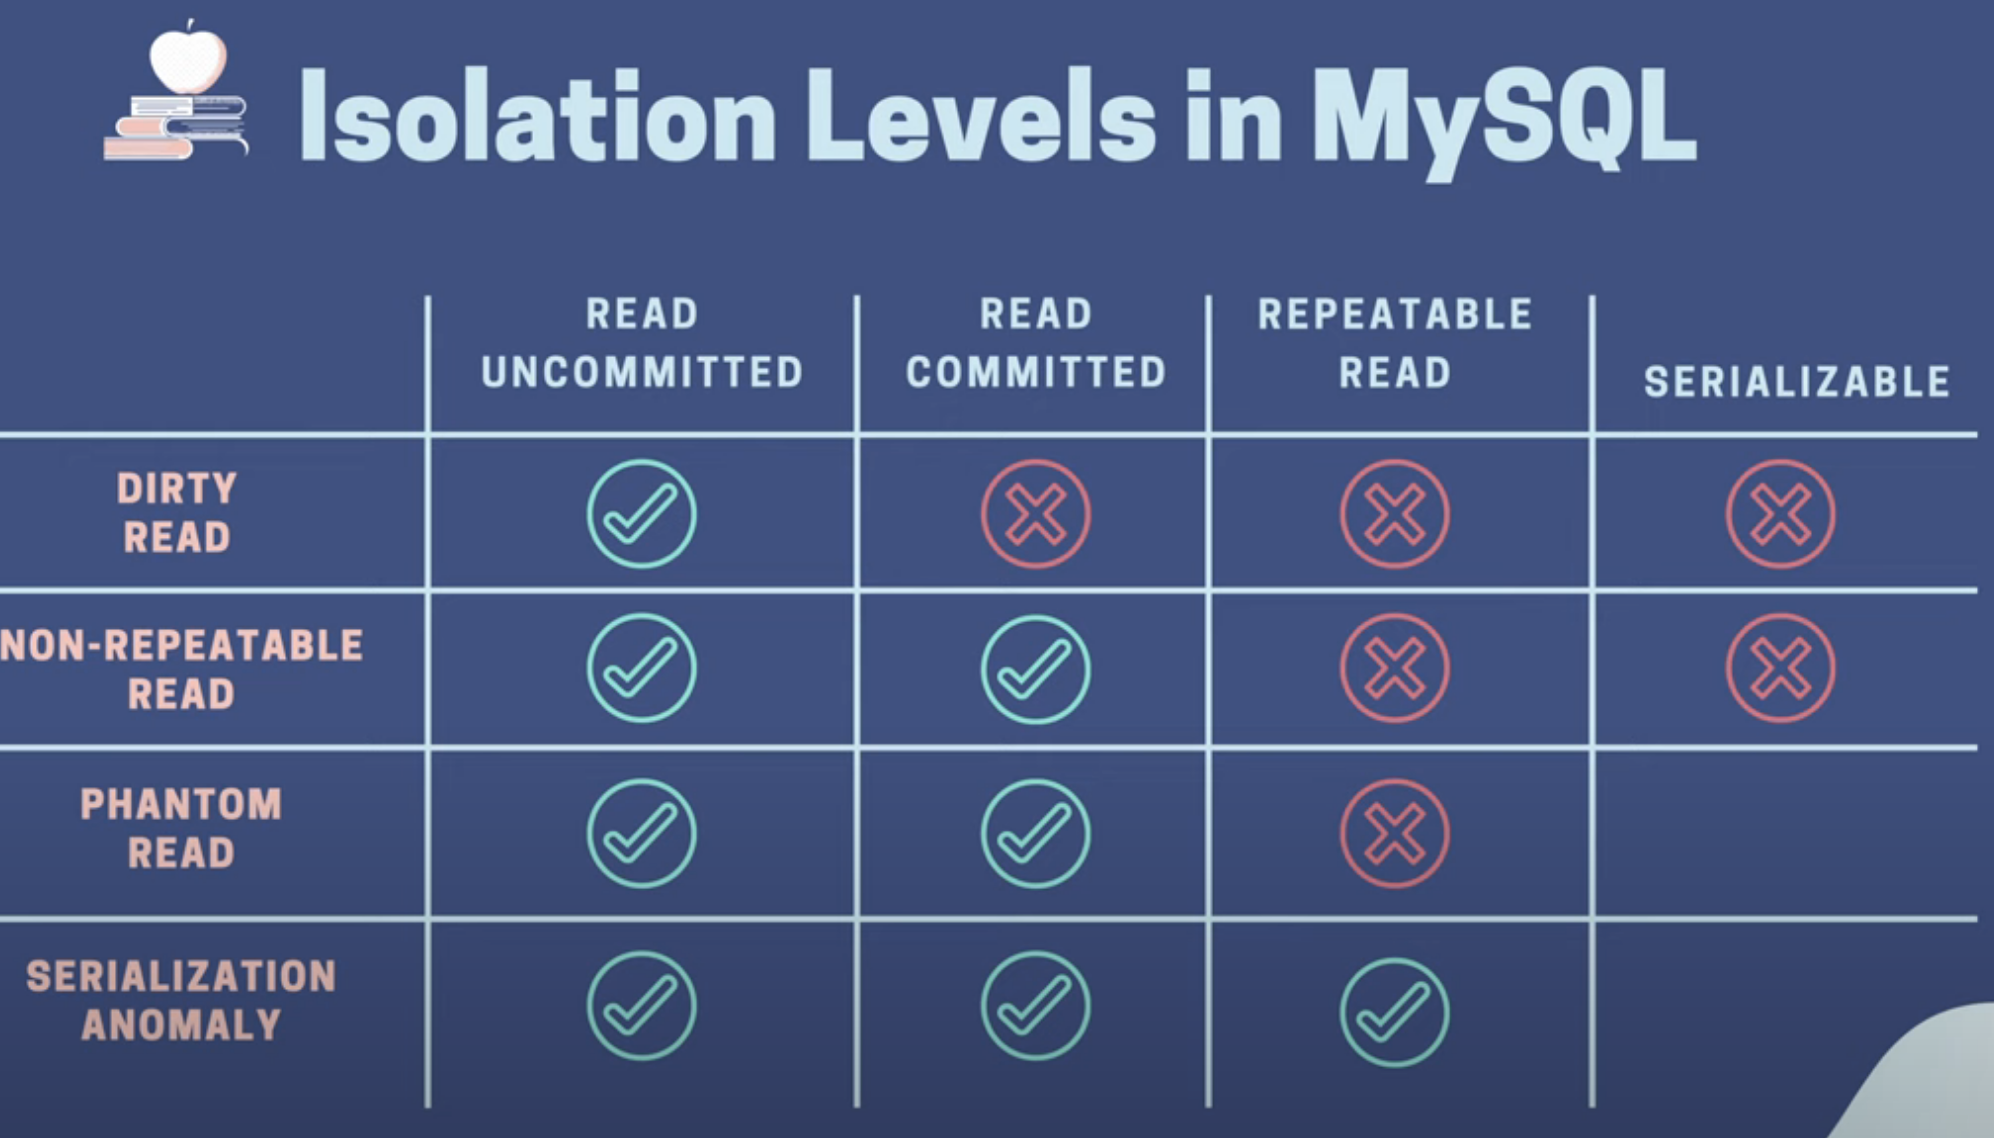 Isolation Levels in MySQL
READ
UNCOMMITTED
READ
COMMITTED
REPEATABLE
READ
SERIALIZABLE
DIRTY
READ
NON-REPEATABLE
READ
PHANTOM
READ
SERIALIZATION
ANOMALY